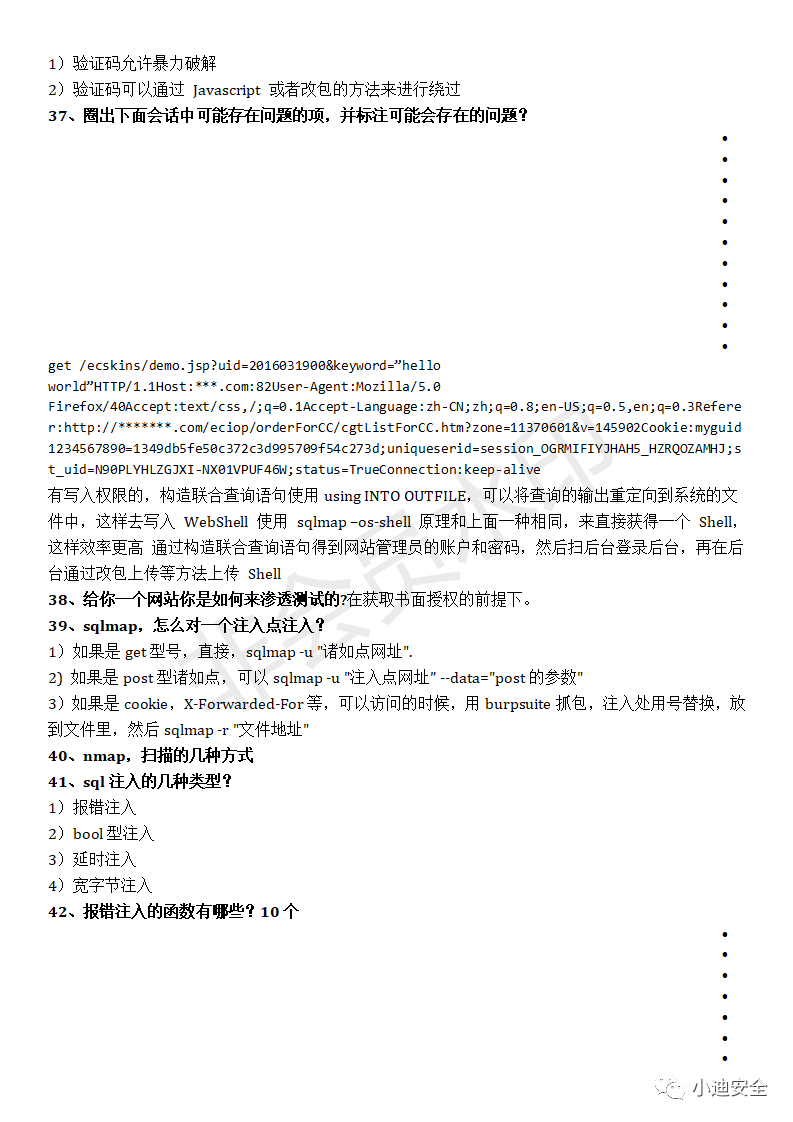 1）验证码允许暴力破解
2）验证码可以通过 Javascript 或者改包的方法来进行绕过
37、圈出下面会话中可能存在问题的项，并标注可能会存在的问题？
•
•
•
•
•
•
•
•
•
•
•
get /ecskins/demo.jsp?uid=2016031900&keyword=”hello
world”HTTP/1.1Host:***.com:82User-Agent:Mozilla/5.0
Firefox/40Accept:text/css,/;q=0.1Accept-Language:zh-CN;zh;q=0.8;en-US;q=0.5,en;q=0.3Refere
r:http://*******.com/eciop/orderForCC/cgtListForCC.htm?zone=11370601&v=145902Cookie:myguid
1234567890=1349db5fe50c372c3d995709f54c273d;uniqueserid=session_OGRMIFIYJHAH5_HZRQOZAMHJ;s
t_uid=N90PLYHLZGJXI-NX01VPUF46W;status=TrueConnection:keep-alive
有写入权限的，构造联合查询语句使用 using INTO OUTFILE，可以将查询的输出重定向到系统的文
件中，这样去写入 WebShell 使用 sqlmap –os-shell 原理和上面一种相同，来直接获得一个 Shell，
这样效率更高 通过构造联合查询语句得到网站管理员的账户和密码，然后扫后台登录后台，再在后
台通过改包上传等方法上传 Shell
38、给你一个网站你是如何来渗透测试的?在获取书面授权的前提下。
39、sqlmap，怎么对一个注入点注入？
1）如果是 get 型号，直接，sqlmap -u "诸如点网址".
2) 如果是 post 型诸如点，可以 sqlmap -u "注入点网址” --data="post 的参数"
3）如果是 cookie，X-Forwarded-For 等，可以访问的时候，用 burpsuite 抓包，注入处用号替换，放
到文件里，然后 sqlmap -r "文件地址"
40、nmap，扫描的几种方式
41、sql 注入的几种类型？
1）报错注入
2）bool 型注入
3）延时注入
4）宽字节注入
42、报错注入的函数有哪些？10 个
•
•
•
•
•
•
•
非会员水印
小迪安全